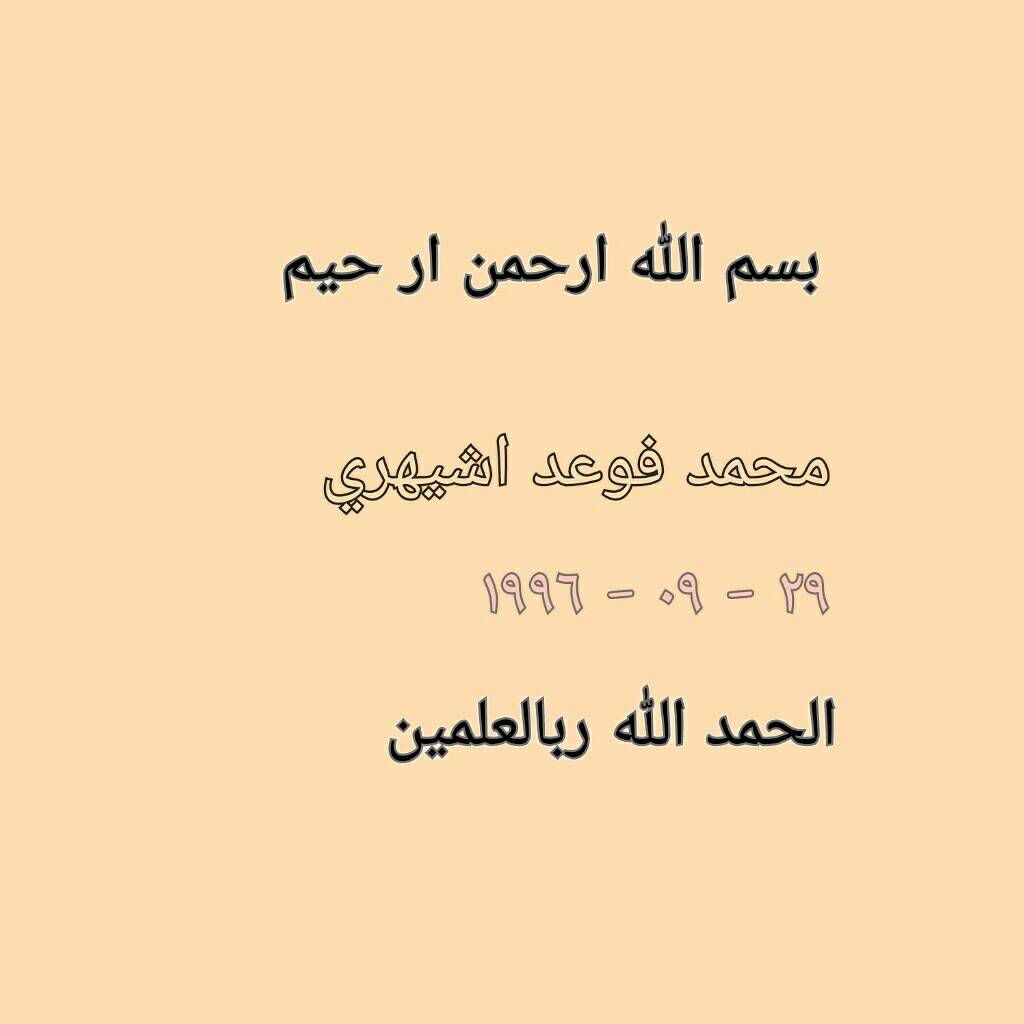 بسم الله ارحمن ار حيم
محمد فوعد اشيهري
٢٩ - ٠٩ - ١٩٩٦
الحمد الله ربالعلمين